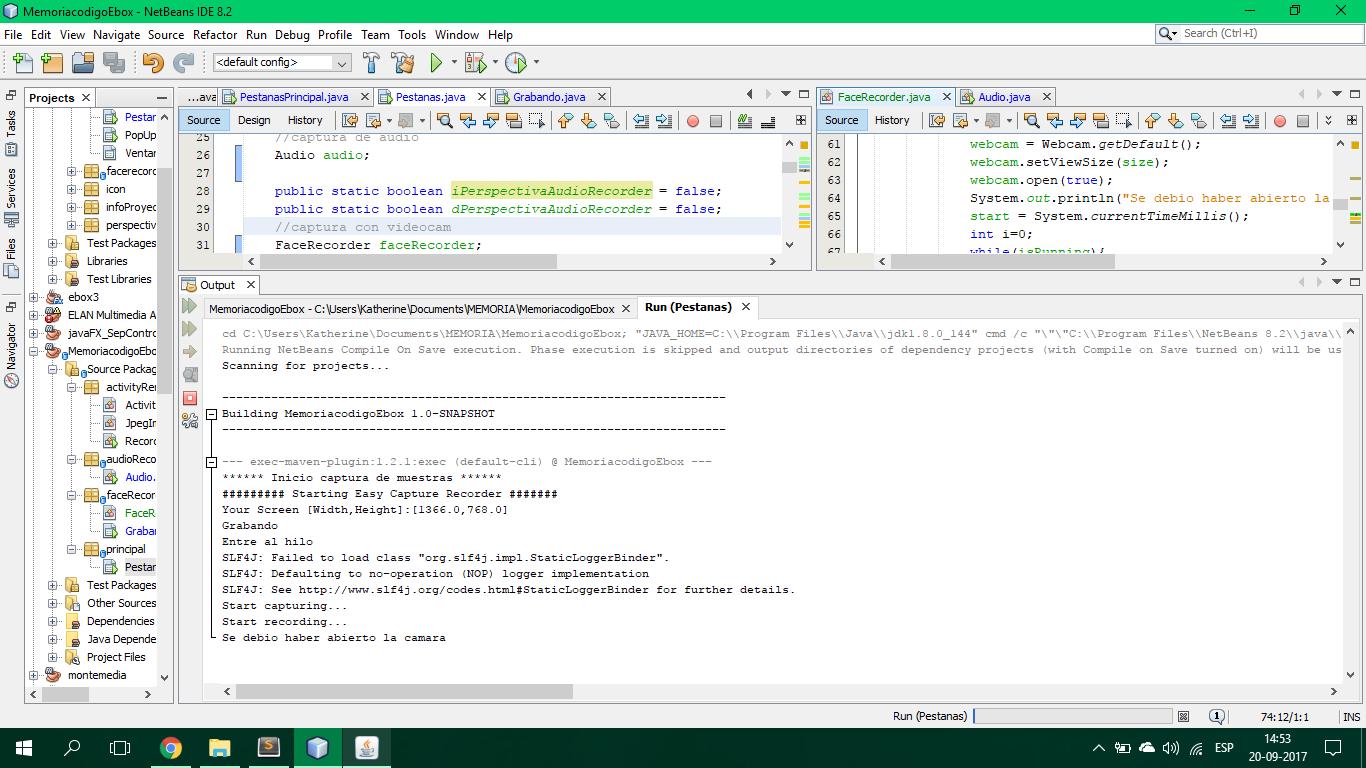 MemoriacodigoEbox - NetBeans IDE 8.2
File Edit View Navigate Source Refactor Run Debug Profile Team Tools Window Help
Search (Ctrl+I)
<default config>
Tasks
Services
Files
Navigator
Projects
Pestar
PopUp
Ventar
facerecord
icon
infoProyec
perspectiv
Test Packages
Libraries
Test Libraries
ebox3
ELAN Multimedia A
javaFX_SepContro
MemoriacodigoEbo
Source Packag
activityRe
Activit
JpegIn
Record
audioReco
Audio.
faceRecor
FaceR
Graba
principal
Pestar
Test Packages
Other Sources
Dependencies
Java Depende
Project Files
montemedia
...ava PestanasPrincipal.java Pestanas.java Grabando.java
Source Design History
25 //captura de audio
26 Audio audio;
27
28 public static boolean iPerspectivaAudioRecorder = false;
29 public static boolean dPerspectivaAudioRecorder = false;
30 //captura con videocam
31 FaceRecorder faceRecorder;
FaceRecorder.java Audio.java
Source History
61 webcam = Webcam.getDefault();
62 webcam.setViewSize(size);
63 webcam.open(true);
64 System.out.println("Se debio haber abierto la
65 start = System.currentTimeMillis();
66 int i=0;
67 while(isRunning){
Output
MemoriacodigoEbox - C:\Users\Katherine\Documents\MEMORIA\MemoriacodigoEbox Run (Pestanas)
cd C:\Users\Katherine\Documents\MEMORIA\MemoriacodigoEbox; "JAVA_HOME=C:\\Program Files\\Java\\jdk1.8.0_144" cmd /c "\"\"C:\\Program Files\\NetBeans 8.2\\java\\
Running NetBeans Compile On Save execution. Phase execution is skipped and output directories of dependency projects (with Compile on Save turned on) will be us
Scanning for projects...
------------------------------------------------------------------------
Building MemoriacodigoEbox 1.0-SNAPSHOT
------------------------------------------------------------------------
--- exec-maven-plugin:1.2.1:exec (default-cli) @ MemoriacodigoEbox ---
****** Inicio captura de muestras ******
######### Starting Easy Capture Recorder #######
Your Screen [Width,Height]:[1366.0,768.0]
Grabando
Entre al hilo
SLF4J: Failed to load class "org.slf4j.impl.StaticLoggerBinder".
SLF4J: Defaulting to no-operation (NOP) logger implementation
SLF4J: See http://www.slf4j.org/codes.html#StaticLoggerBinder for further details.
Start capturing...
Start recording...
Se debio haber abierto la camara
Run (Pestanas)
1
74:12/1:1
INS
ESP
14:53
20-09-2017